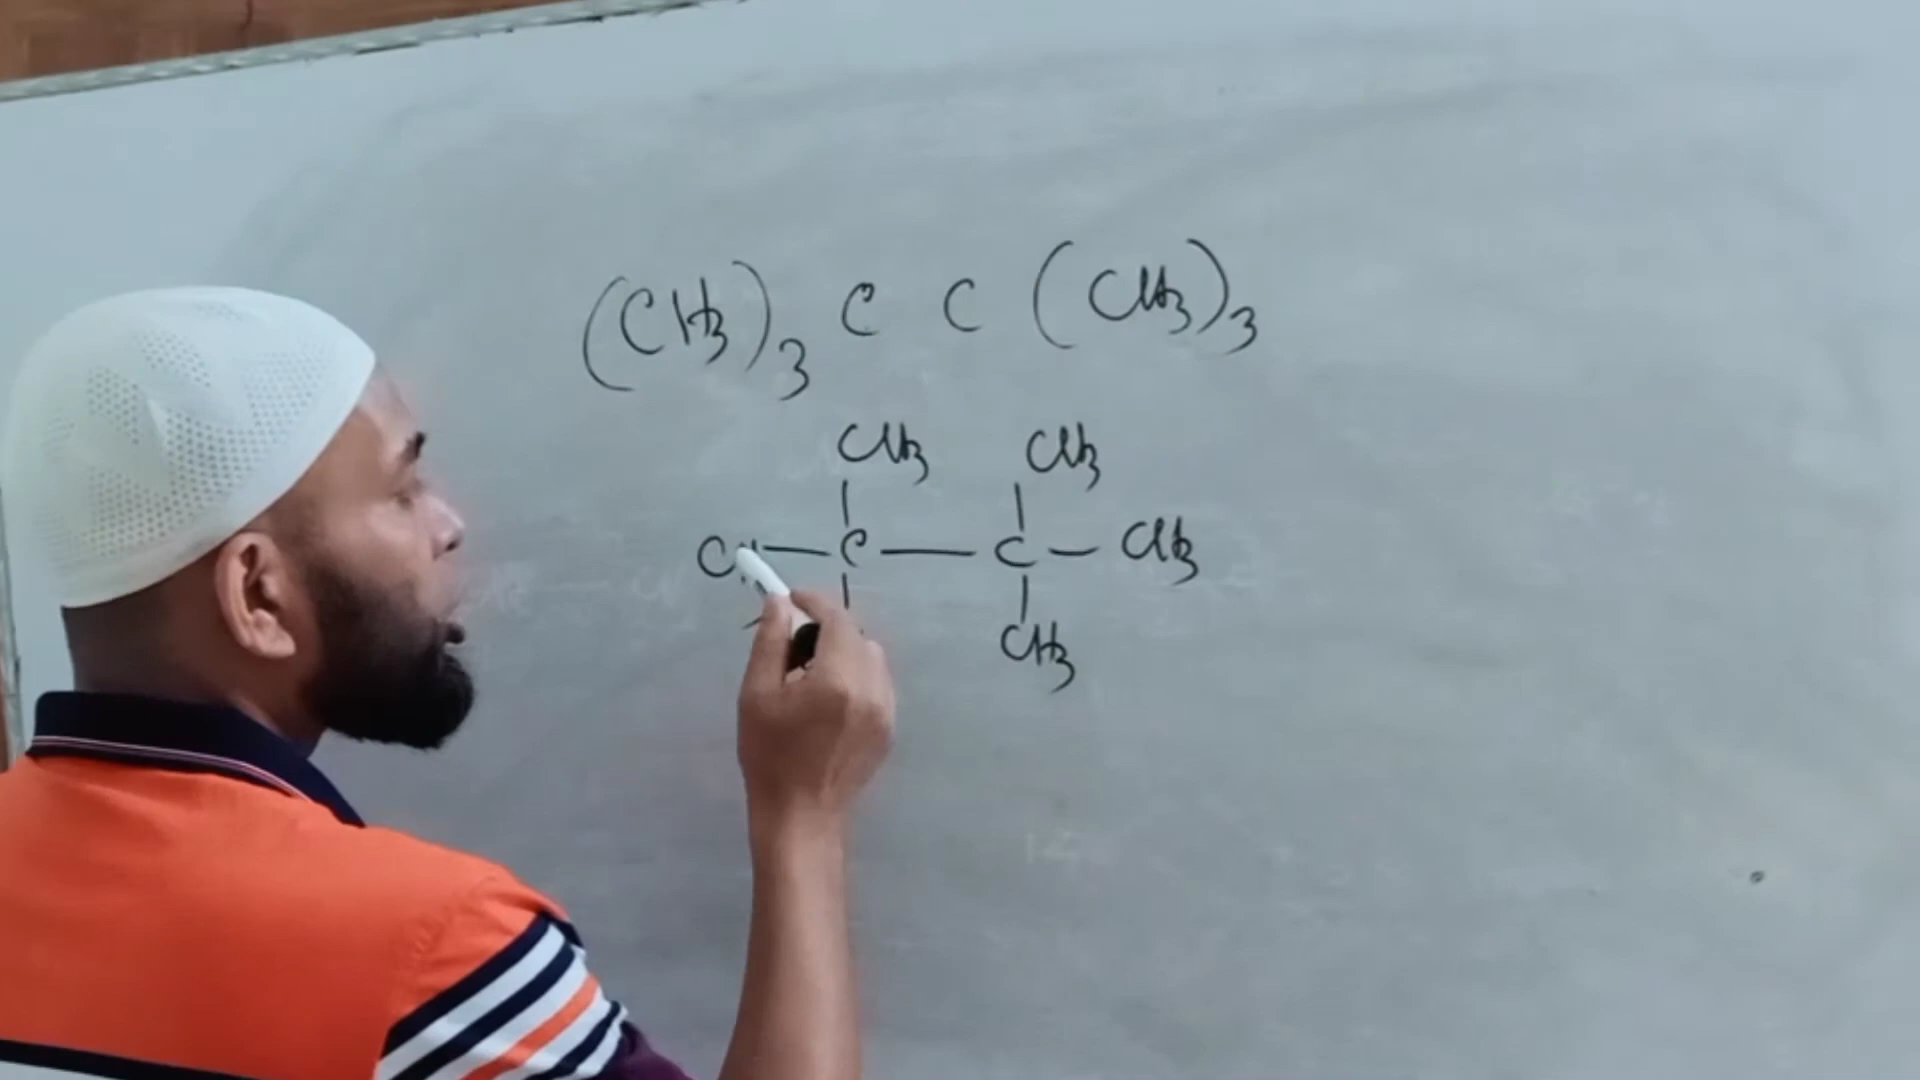 (CH3)3 C C (CH3)3
CH3 CH3
C — C — C — CH3
CH3